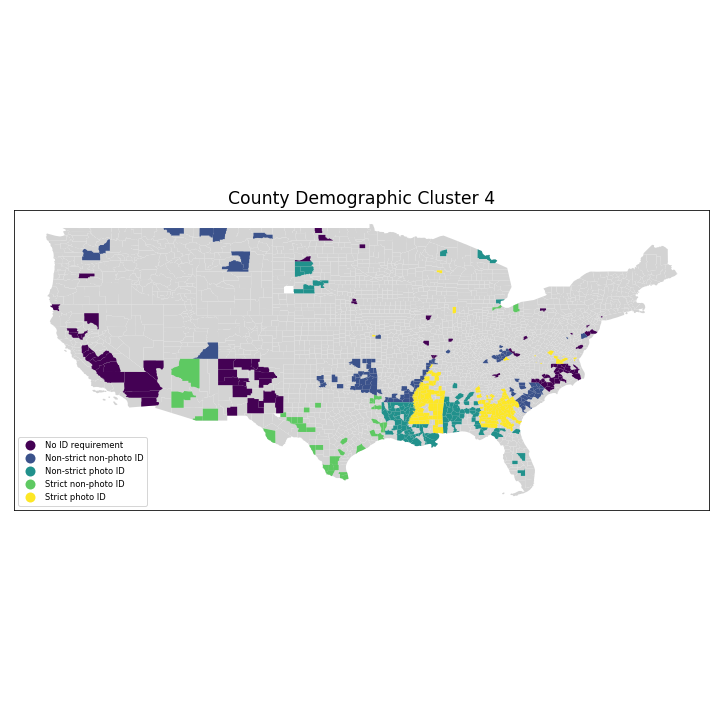 County Demographic Cluster 4
No ID requirement
Non-strict non-photo ID
Non-strict photo ID
Strict non-photo ID
Strict photo ID